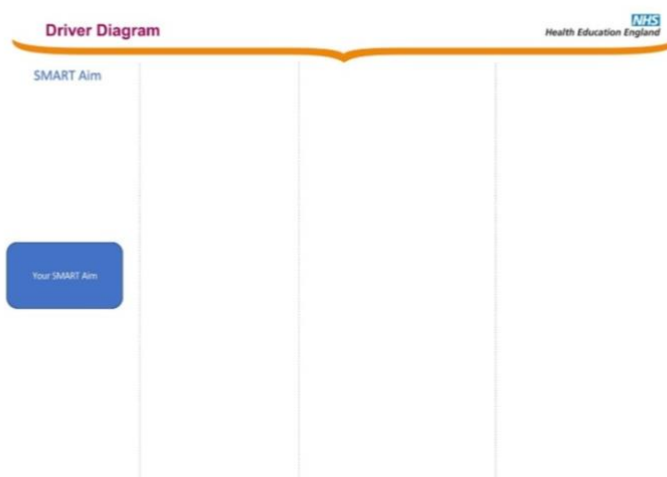 Driver Diagram
NHS
Health Education England
SMART Aim
Your SMART Aim